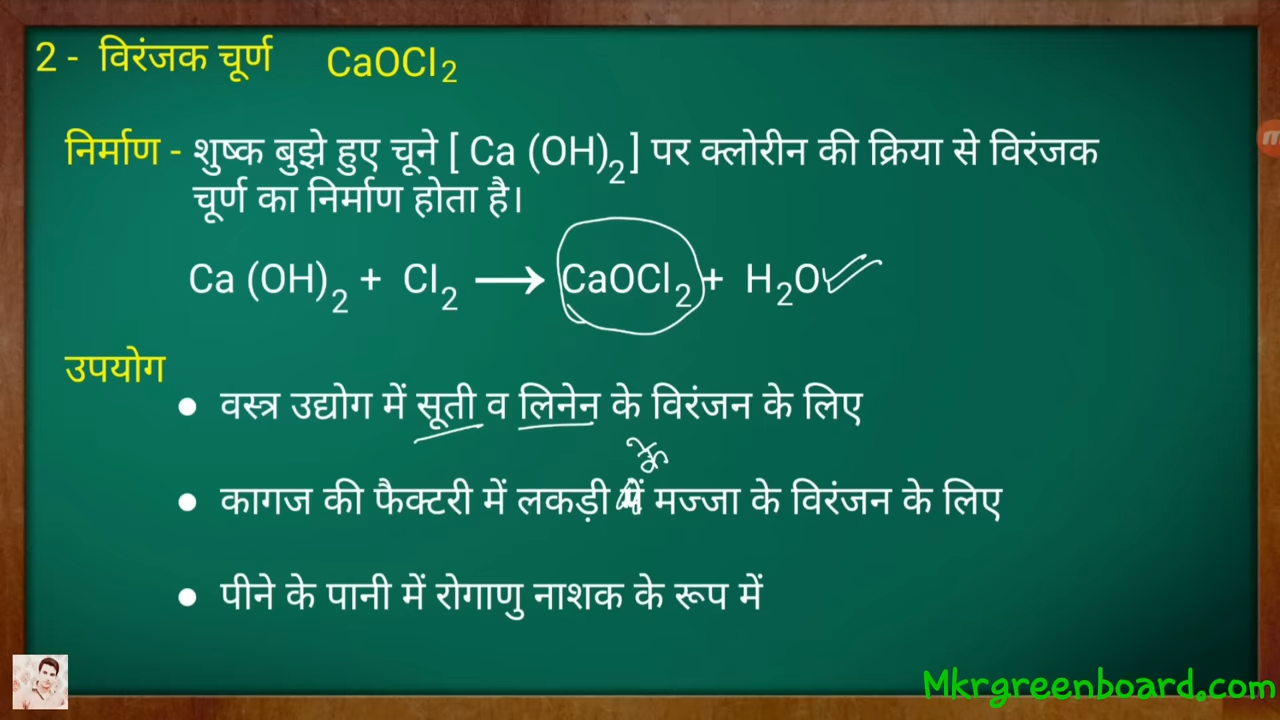 2 - विरंजक चूर्ण CaOCl₂
निर्माण - शुष्क बुझे हुए चूने [ Ca (OH)₂] पर क्लोरीन की क्रिया से विरंजक
चूर्ण का निर्माण होता है।
Ca (OH)₂ + Cl₂ → CaOCl₂ + H₂O
उपयोग
• वस्त्र उद्योग में सूती व लिनेन के विरंजन के लिए
के
• कागज की फैक्टरी में लकड़ी में मज्जा के विरंजन के लिए
• पीने के पानी में रोगाणु नाशक के रूप में
Mkrgreenboard.com